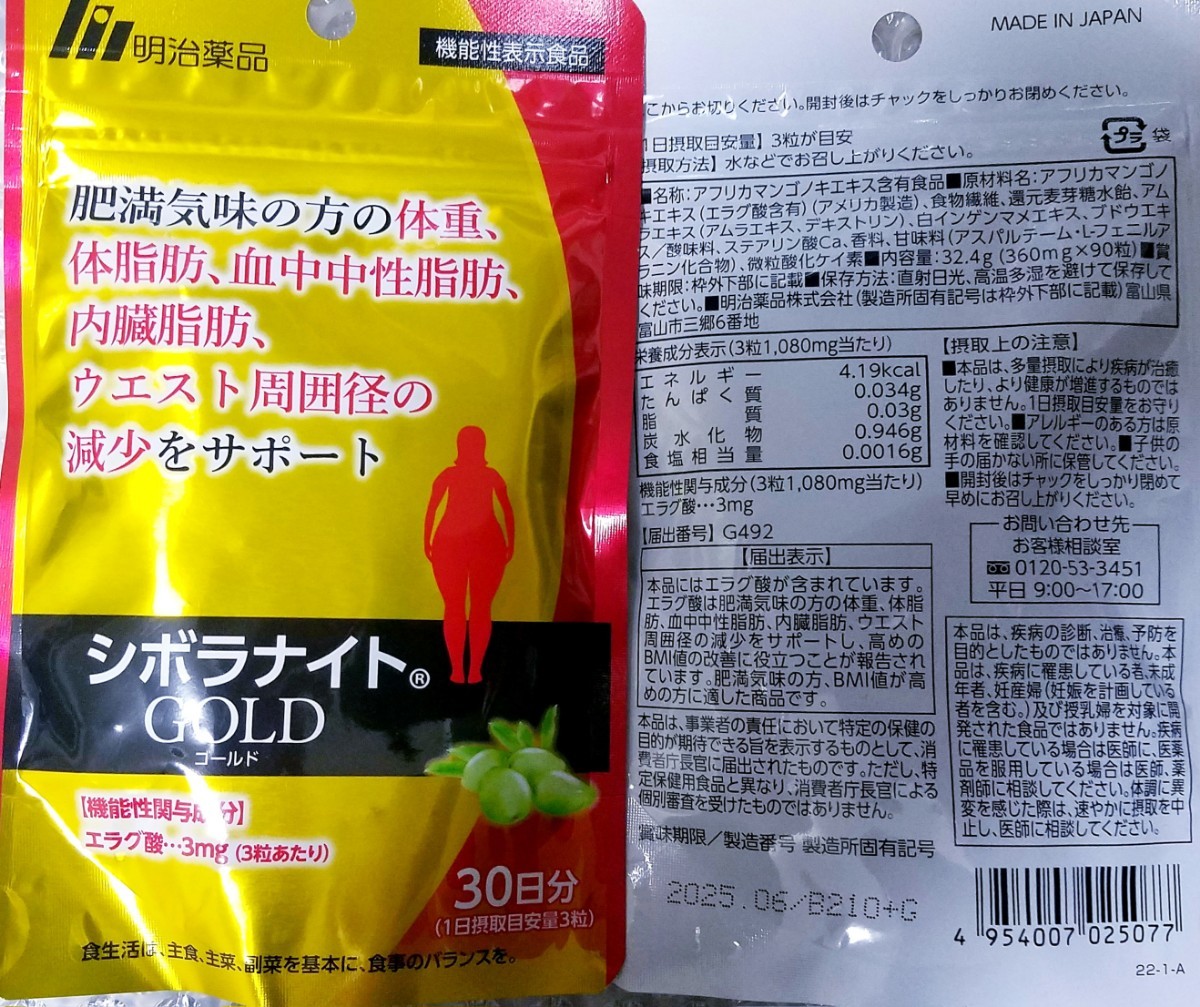 明治薬品
機能性表示食品
肥満気味の方の体重、
体脂肪、血中中性脂肪、
内臓脂肪、
ウエスト周囲径の
減少をサポート
シボラナイト®
GOLD
ゴールド
【機能性関与成分】
エラグ酸…3mg (3粒あたり)
30日分
(1日摂取目安量3粒)
食生活は、主食、主菜、副菜を基本に、食事のバランスを。
MADE IN JAPAN
こからお切りください。開封後はチャックをしっかりお閉めください。
1日摂取目安量】3粒が目安
摂取方法】水などでお召し上がりください。
プラ 袋
■名称:アフリカマンゴノキエキス含有食品■原材料名:アフリカマンゴノ
キエキス(エラグ酸含有)(アメリカ製造)、食物繊維、還元麦芽糖水飴、アム
ラエキス(アムラエキス、デキストリン)、白インゲンマメエキス、ブドウエキ
ス/酸味料、ステアリン酸Ca、香料、甘味料(アスパルテーム・L-フェニルア
ラニン化合物)、微粒酸化ケイ素■内容量:32.4g(360mg×90粒)■賞
味期限:枠外下部に記載■保存方法:直射日光、高温多湿を避けて保存して
ください。■明治薬品株式会社(製造所固有記号は枠外下部に記載)富山県
富山市三郷6番地
栄養成分表示(3粒1,080mg当たり)
エネルギー 4.19kcal
たんぱく質 0.034g
脂質 0.03g
炭水化物 0.946g
食塩相当量 0.0016g
機能性関与成分(3粒1,080mg当たり)
エラグ酸…3mg
【届出番号】G492
【届出表示】
本品にはエラグ酸が含まれています。
エラグ酸は肥満気味の方の体重、体脂
肪、血中中性脂肪、内臓脂肪、ウエスト
周囲径の減少をサポートし、高めの
BMI値の改善に役立つことが報告され
ています。肥満気味の方、BMI値が高
めの方に適した商品です。
本品は、事業者の責任において特定の保健の
目的が期待できる旨を表示するものとして、消
費者庁長官に届出されたものです。ただし、特
定保健用食品と異なり、消費者庁長官による
個別審査を受けたものではありません。
賞味期限/製造番号 製造所固有記号
2025.06/B210+G
【摂取上の注意】
■本品は、多量摂取により疾病が治癒
したり、より健康が増進するものでは
ありません。1日摂取目安量をお守り
ください。■アレルギーのある方は原
材料を確認してください。■子供の
手の届かない所に保管してください。
■開封後はチャックをしっかり閉めて
早めにお召し上がりください。
お問い合わせ先
お客様相談室
0120-53-3451
平日 9:00〜17:00
本品は、疾病の診断、治療、予防を
目的としたものではありません。本
品は、疾病に罹患している者、未成
年者、妊産婦(妊娠を計画している
者を含む。)及び授乳婦を対象に開
発された食品ではありません。疾病
に罹患している場合は医師に、医薬
品を服用している場合は医師、薬
剤師に相談してください。体調に異
変を感じた際は、速やかに摂取を中
止し、医師に相談してください。
4 954007 025077
22-1-A